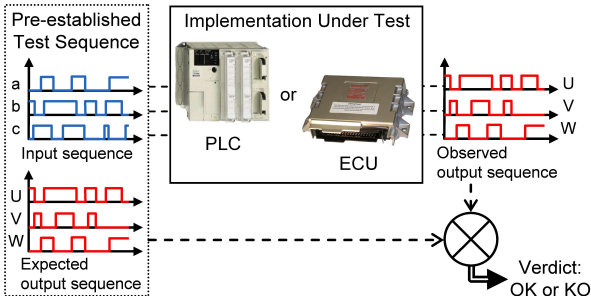 Pre-established
Test Sequence
a
b
c
Input sequence
U
V
W
Expected
output sequence
Implementation Under Test
PLC
or
ECU
U
V
W
Observed
output sequence
Verdict:
OK or KO